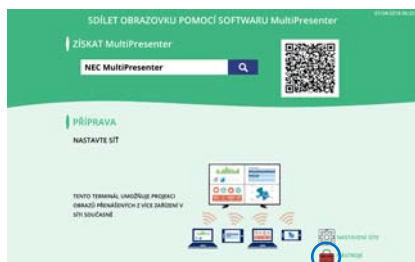 SDÍLET OBRAZOVKU POMOCÍ SOFTWARU MultiPresenter
ZÍSKAT MultiPresenter
NEC MultiPresenter
PŘÍPRAVA
NASTAVTE SÍŤ
TENTO TERMINÁL UMOŽŇUJE PROJEKCI
OBRAZŮ PŘENÁŠENÝCH Z VÍCE ZAŘÍZENÍ V
SÍTI SOUČASNĚ
NASTAVENÍ SÍTĚ